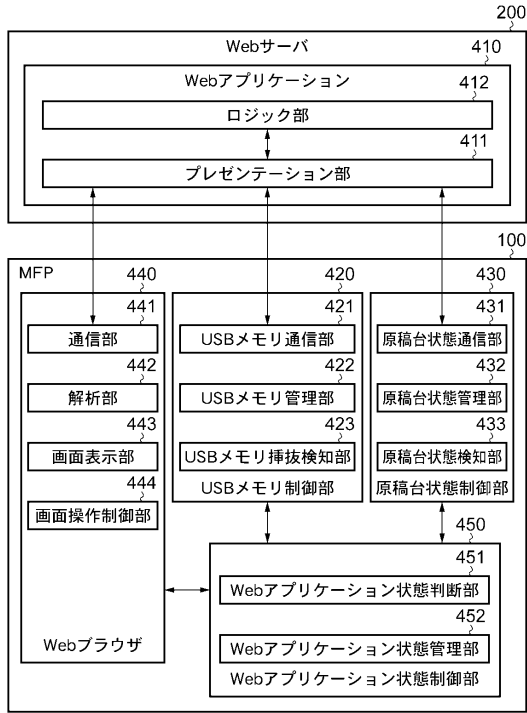 200
Webサーバ
410
Webアプリケーション
412
ロジック部
411
プレゼンテーション部
100
MFP
440
441
通信部
442
解析部
443
画面表示部
444
画面操作制御部
Webブラウザ
420
421
USBメモリ通信部
422
USBメモリ管理部
423
USBメモリ挿抜検知部
USBメモリ制御部
430
431
原稿台状態通信部
432
原稿台状態管理部
433
原稿台状態検知部
原稿台状態制御部
450
451
Webアプリケーション状態判断部
452
Webアプリケーション状態管理部
Webアプリケーション状態制御部